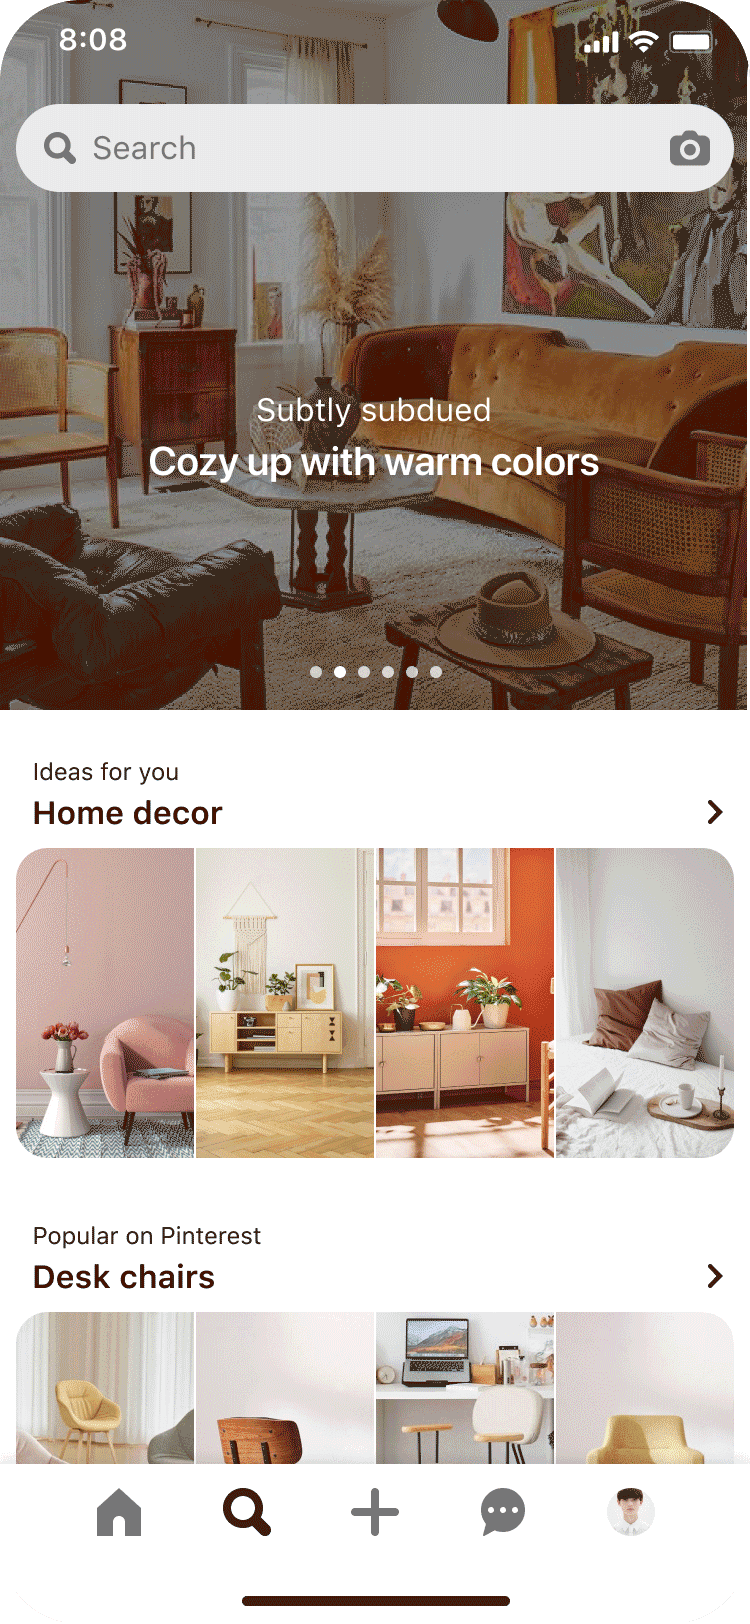 8:08
Search
Subtly subdued
Cozy up with warm colors
Ideas for you
Home decor
Popular on Pinterest
Desk chairs